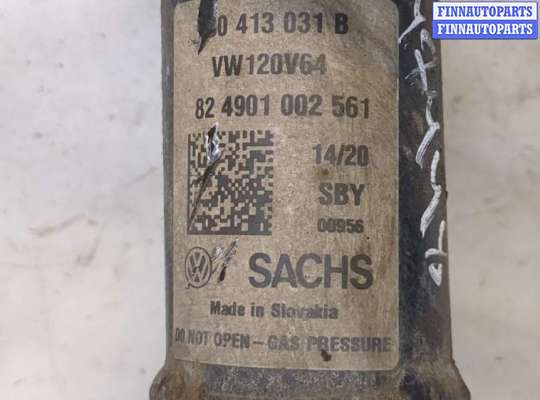 FINNAUTOPARTS
FINNAUTOPARTS
0 413 031 B
VW120V64
82 4901 002 561
14/20
SBY
00956
SACHS
Made in Slovakia
DO NOT OPEN – GAS PRESSURE